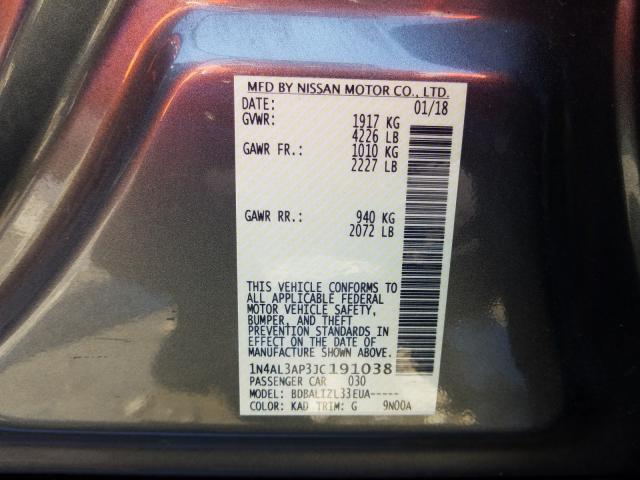 MFD BY NISSAN MOTOR CO., LTD.
DATE: 01/18
GVWR: 1917 KG
4226 LB
GAWR FR.: 1010 KG
2227 LB
GAWR RR.: 940 KG
2072 LB
THIS VEHICLE CONFORMS TO
ALL APPLICABLE FEDERAL
MOTOR VEHICLE SAFETY,
BUMPER, AND THEFT
PREVENTION STANDARDS IN
EFFECT ON THE DATE OF
MANUFACTURE SHOWN ABOVE.
1N4AL3AP3JC191038
PASSENGER CAR 030
MODEL: BDBALIZL33EUA-----
COLOR: KAD TRIM: G 9N00A